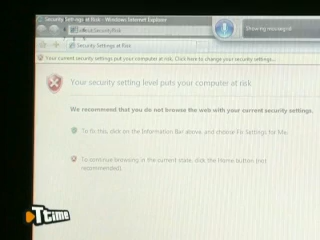 Security Settings at Risk - Windows Internet Explorer
Security Risk
Showing message
Security Settings at Risk
Your current security settings put your computer at risk. Click here to change your security settings...
Your security setting level puts your computer at risk
We recommend that you do not browse the web with your current security settings.
To fix this, click on the Information Bar above, and choose Fix Settings for Me.
To continue browsing in the current state, click the Home button (not
recommended).
Ttime